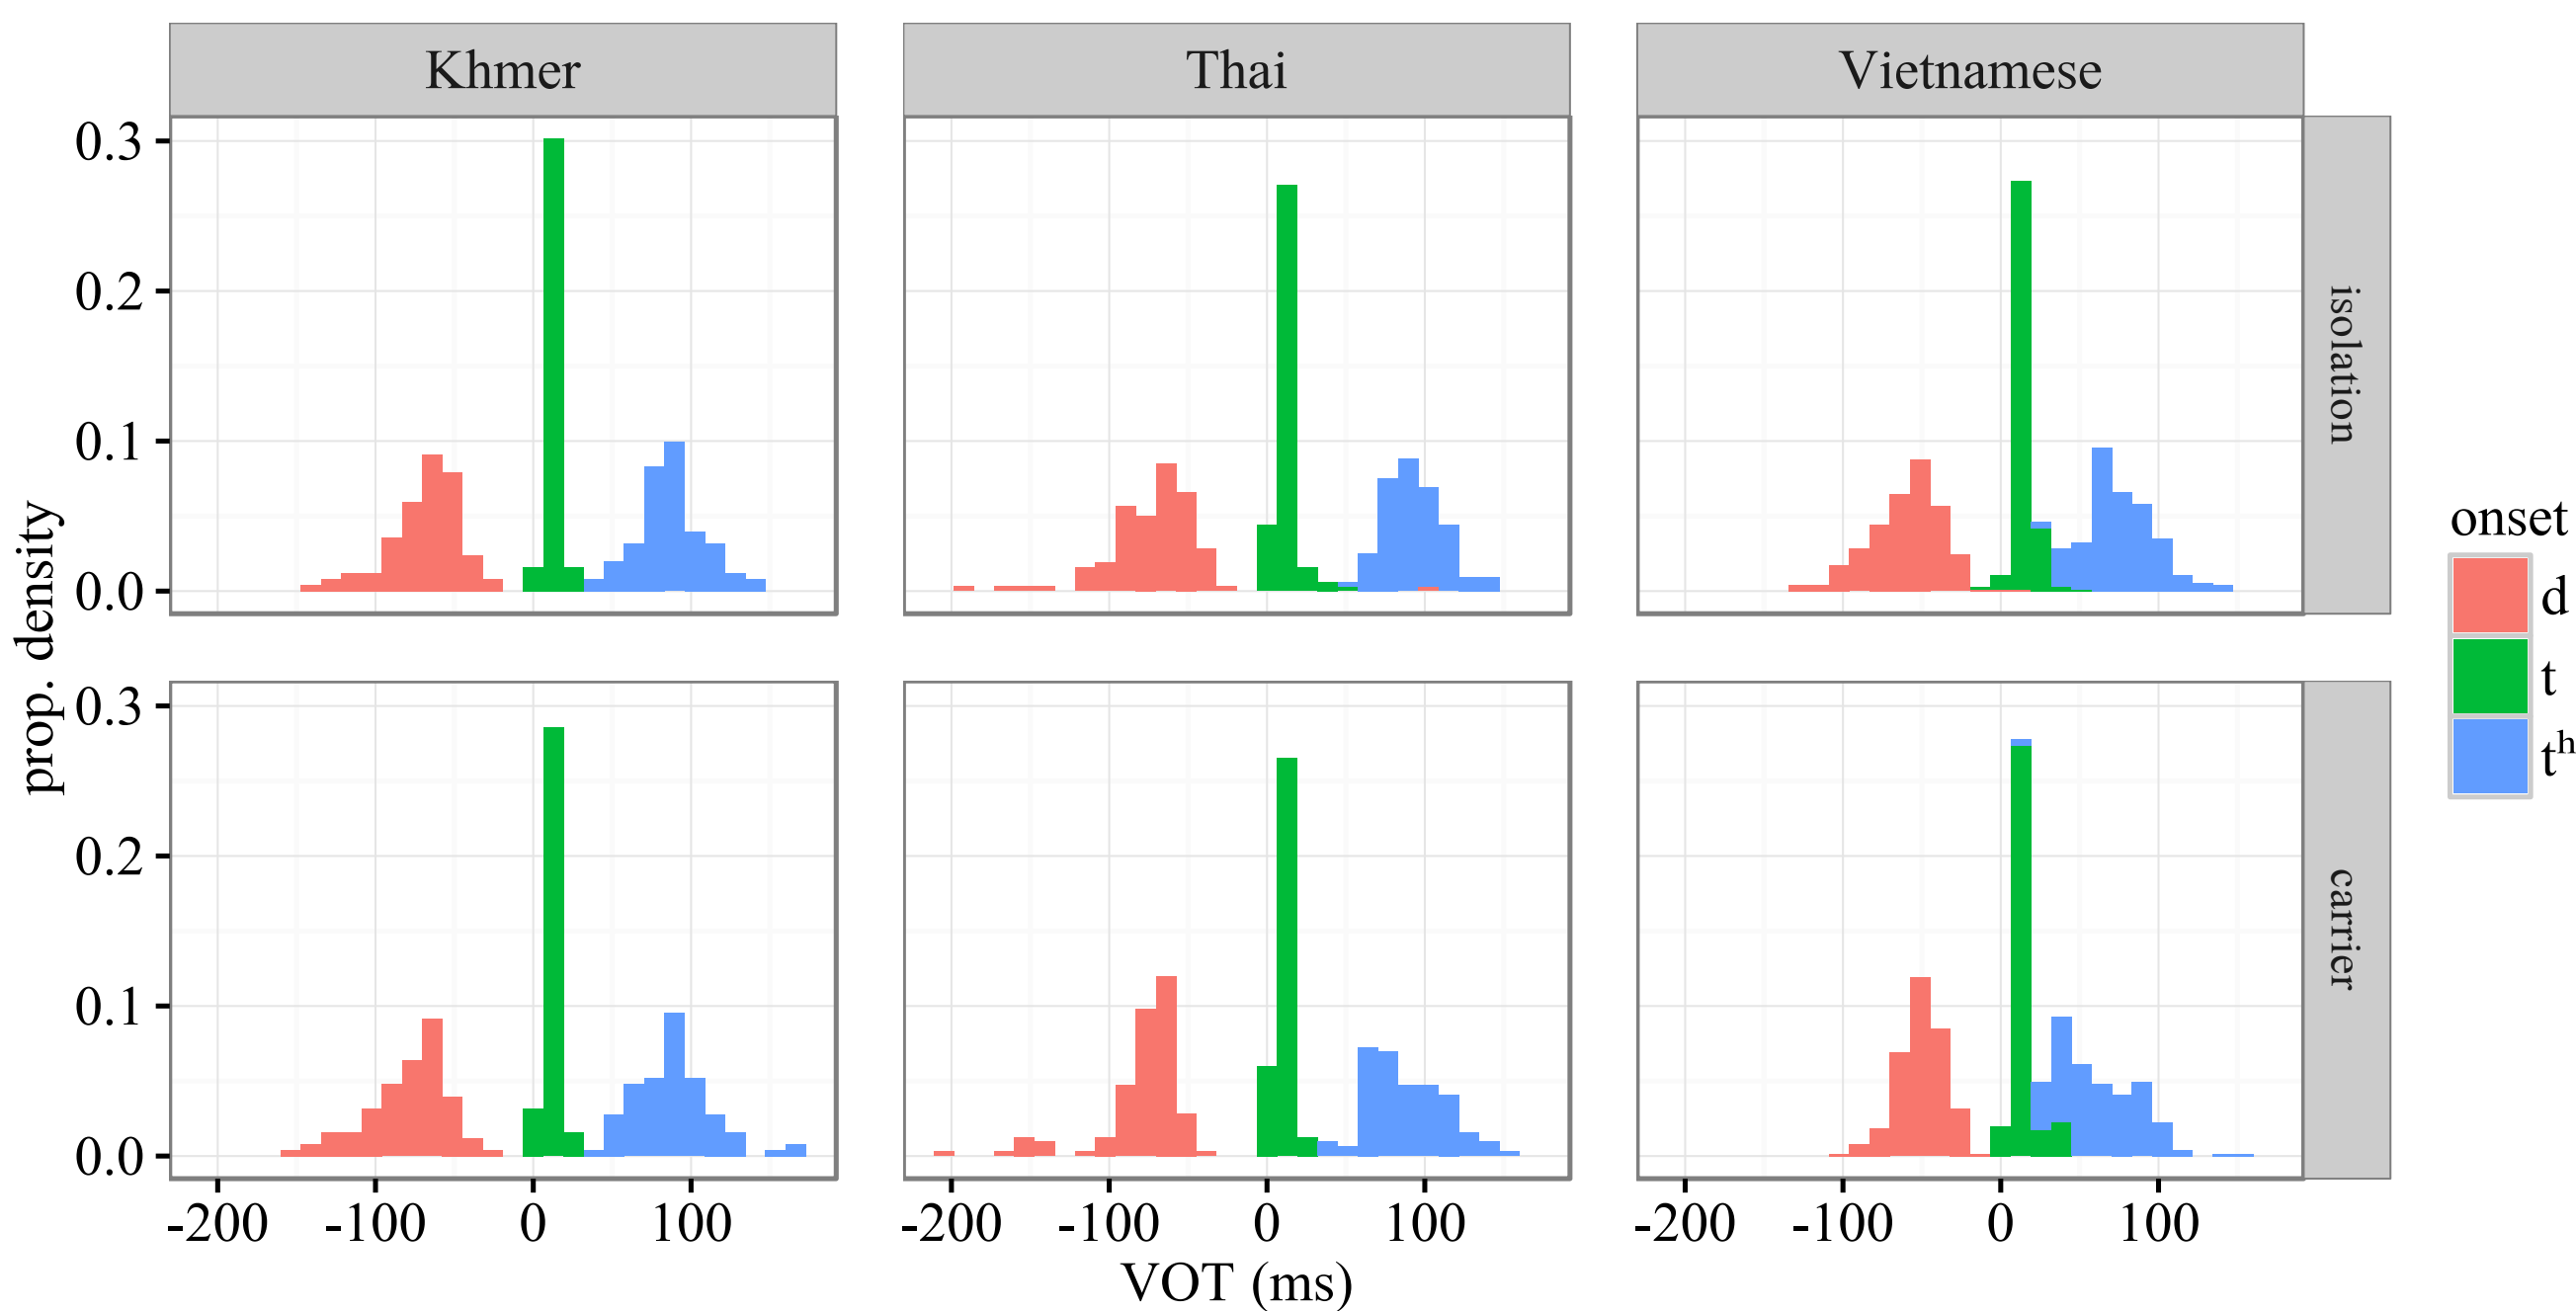 Khmer
Thai
Vietnamese
0.3
0.2
0.1
0.0
isolation
prop. density
onset
d
t
tʰ
0.3
0.2
0.1
0.0
carrier
-200 -100 0 100
-200 -100 0 100
-200 -100 0 100
VOT (ms)